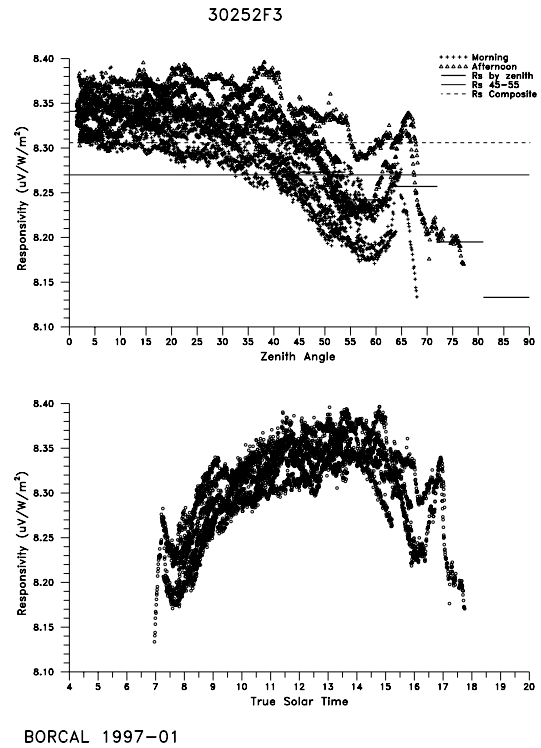 30252F3
8.40
8.35
8.30
8.25
8.20
8.15
8.10
Responsivity (uV/W/m²)
+++++ Morning
Afternoon
Rs by zenith
Rs 45-55
Rs Composite
0 5 10 15 20 25 30 35 40 45 50 55 60 65 70 75 80 85 90
Zenith Angle
8.40
8.35
8.30
8.25
8.20
8.15
8.10
Responsivity (uV/W/m²)
4 5 6 7 8 9 10 11 12 13 14 15 16 17 18 19 20
True Solar Time
BORCAL 1997-01